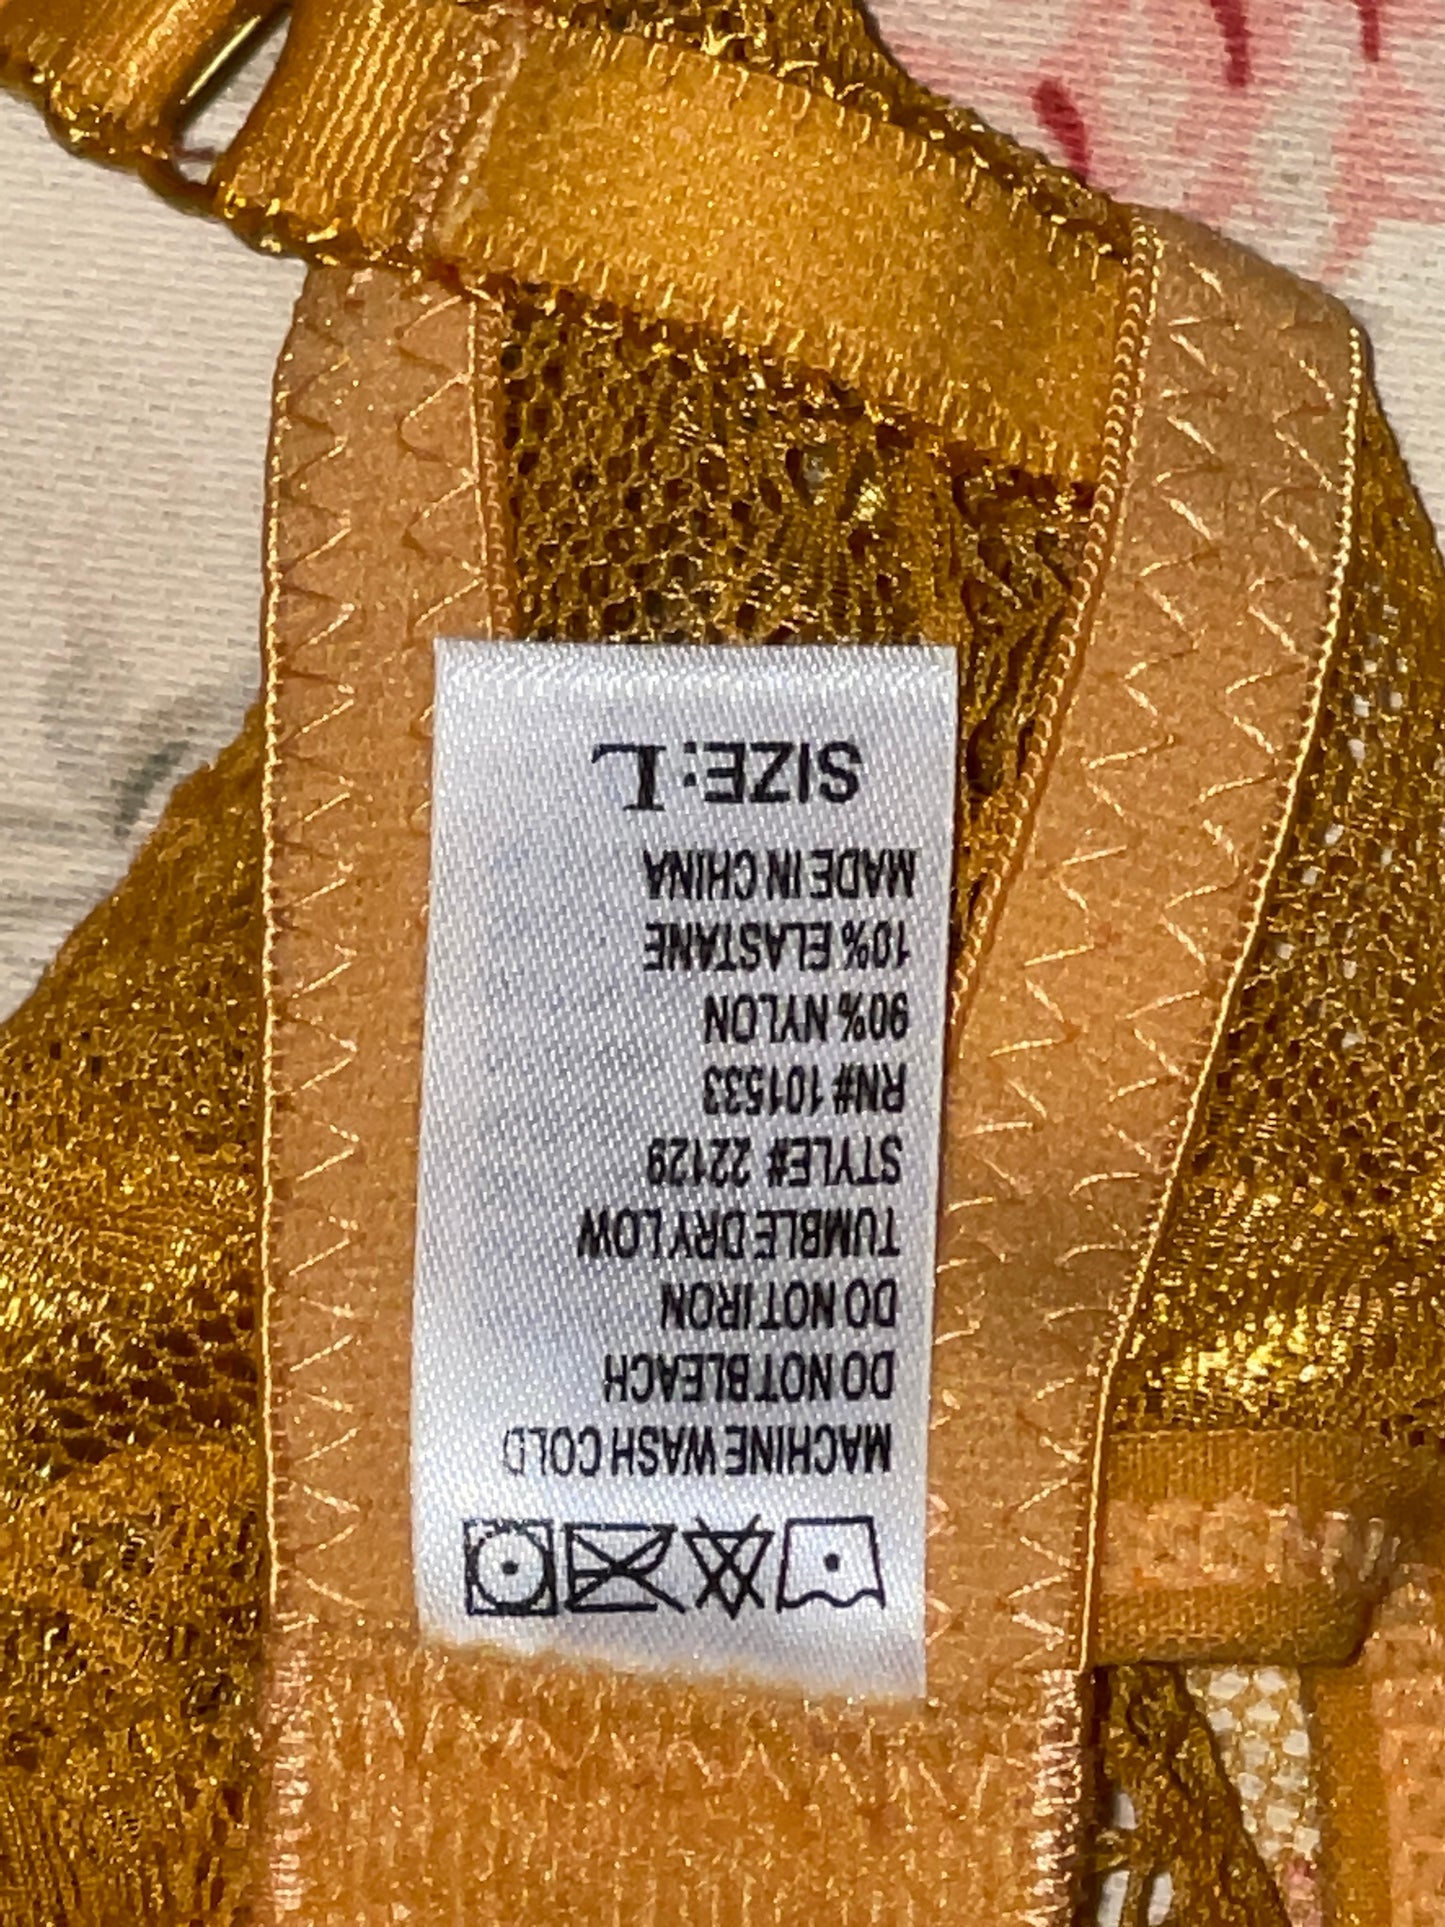 MACHINE WASH COLD
DO NOT BLEACH
DO NOT IRON
TUMBLE DRY LOW
STYLE# 22129
RN# 101533
90% NYLON
10% ELASTANE
MADE IN CHINA
SIZE: L